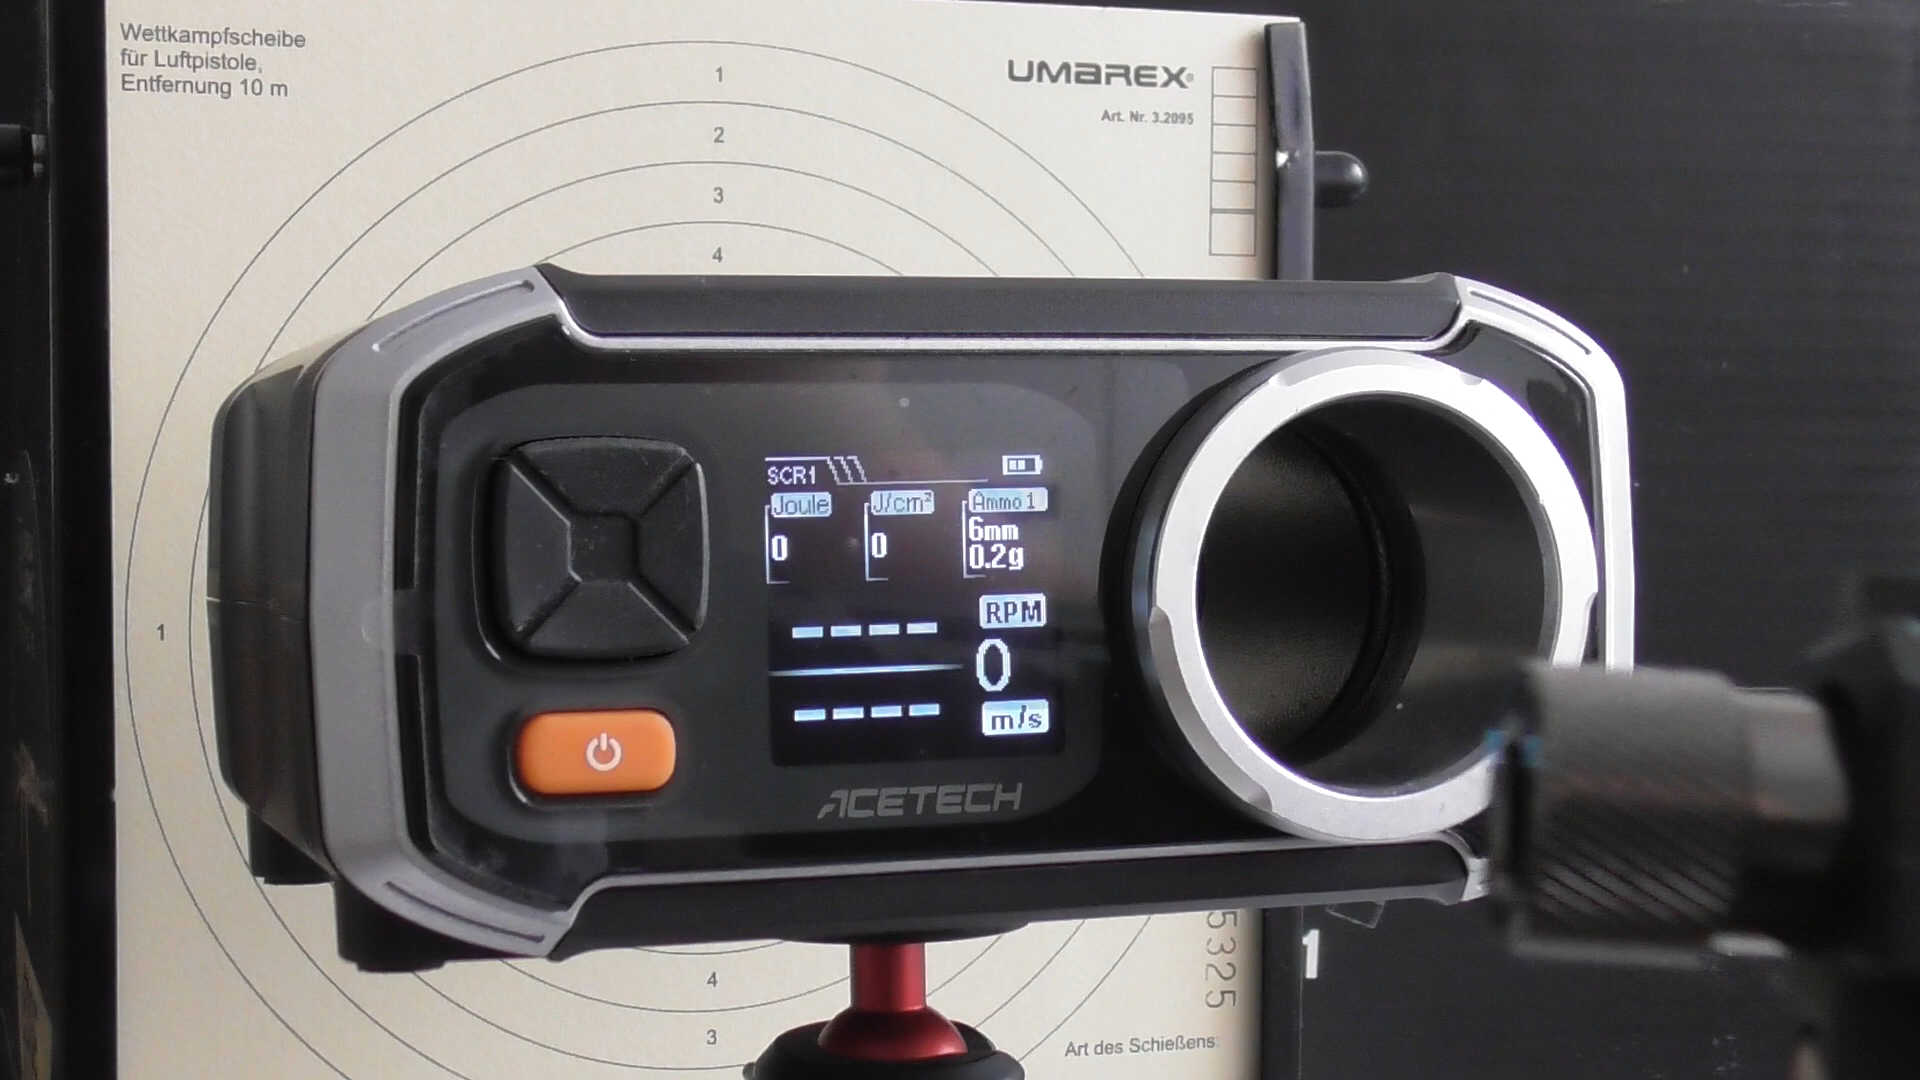 Wettkampfscheibe
für Luftpistole,
Entfernung 10 m
UMAREX®
Art. Nr. 3.2095
1
2
3
4
1
SCR1
Joule
J/cm²
Ammo 1
0
0
6mm
0.2g
RPM
0
m/s
ACETECH
4
3
5325
1
Art des Schießens: